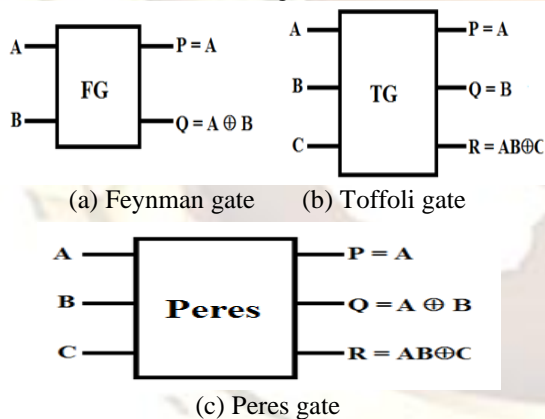 A
P = A
FG
B
Q = A ⊕ B
A
P = A
B
TG
Q = B
C
R = AB⊕C
(a) Feynman gate
(b) Toffoli gate
A
P = A
B
Peres
Q = A ⊕ B
C
R = AB⊕C
(c) Peres gate